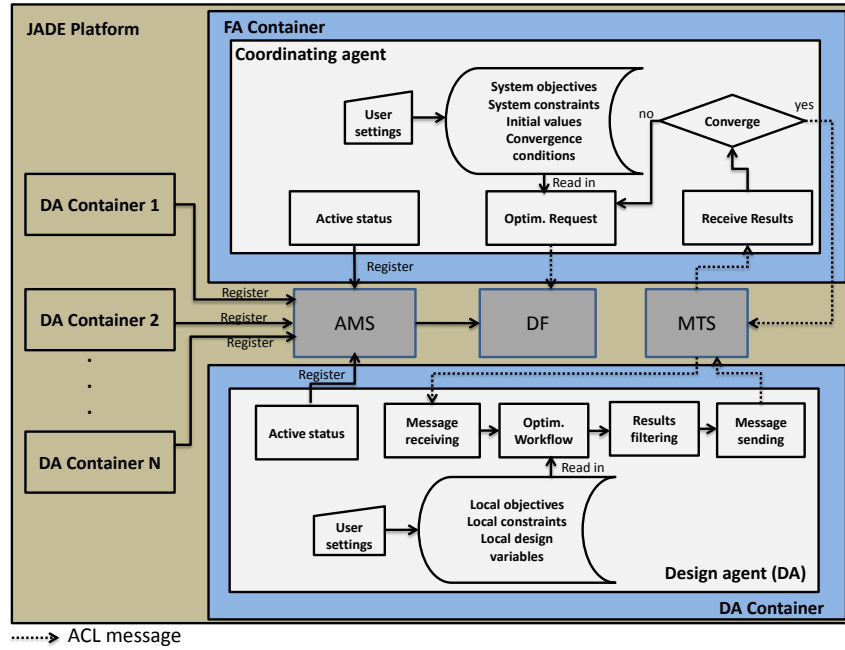 JADE Platform
FA Container
Coordinating agent
User
settings
System objectives
System constraints
Initial values
Convergence
conditions
no
Converge
yes
Read in
Active status
Optim. Request
Receive Results
Register
DA Container 1
DA Container 2
.
.
.
DA Container N
Register
Register
Register
AMS
DF
MTS
Register
Active status
Message
receiving
Optim.
Workflow
Results
filtering
Message
sending
Read in
User
settings
Local objectives
Local constraints
Local design
variables
Design agent (DA)
DA Container
ACL message